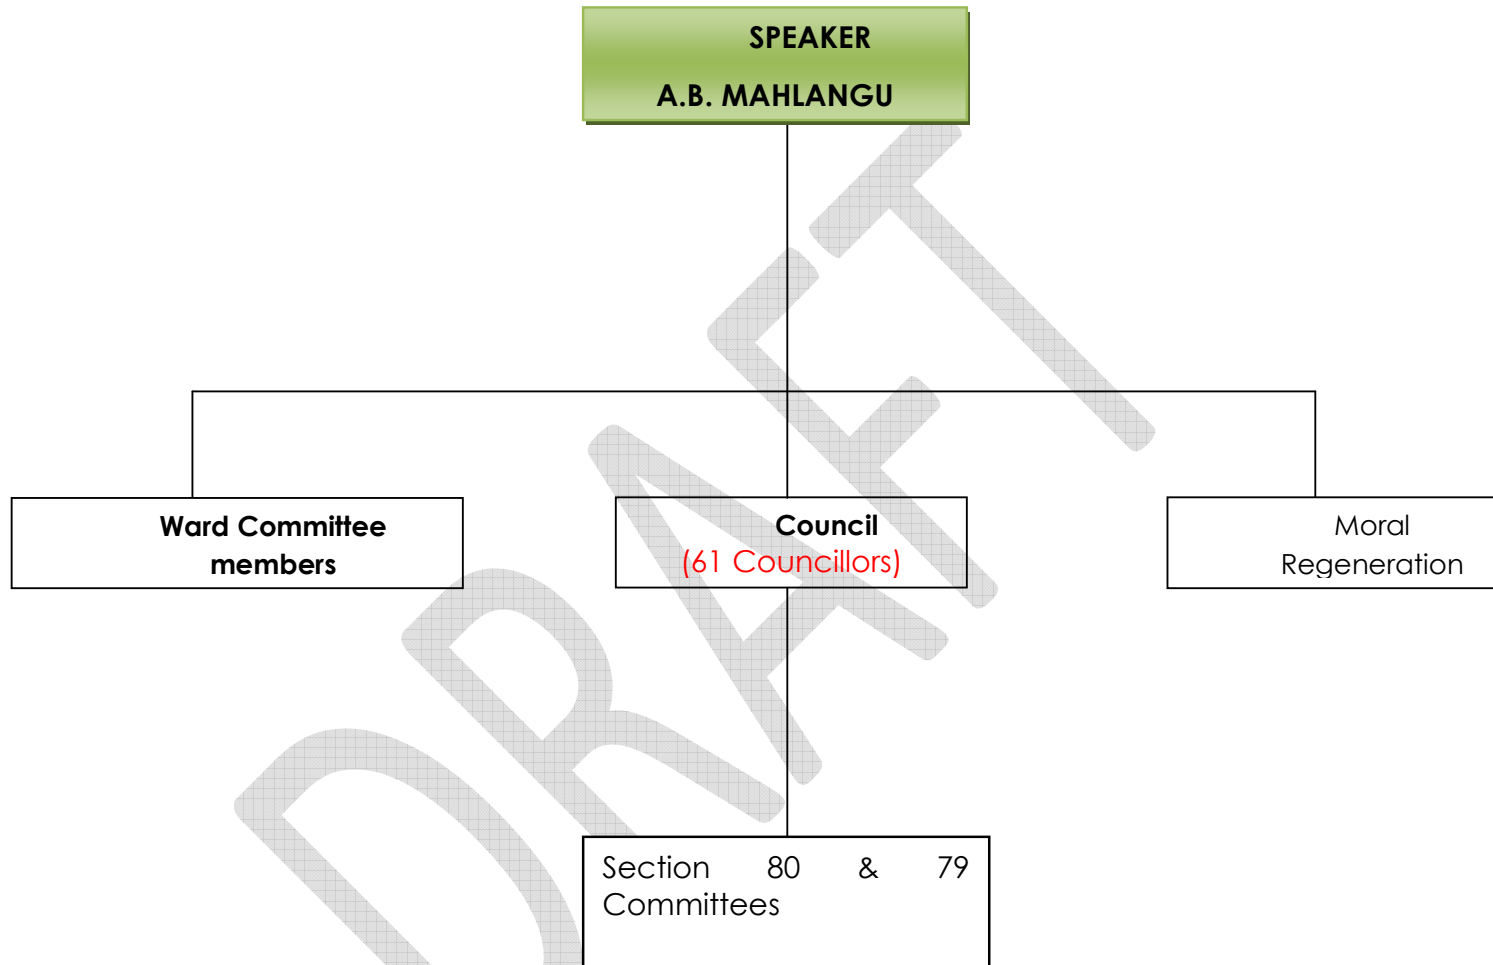 SPEAKER
A.B. MAHLANGU
Ward Committee
members
Council
(61 Councillors)
Moral
Regeneration
Section 80 & 79
Committees
DRAFT